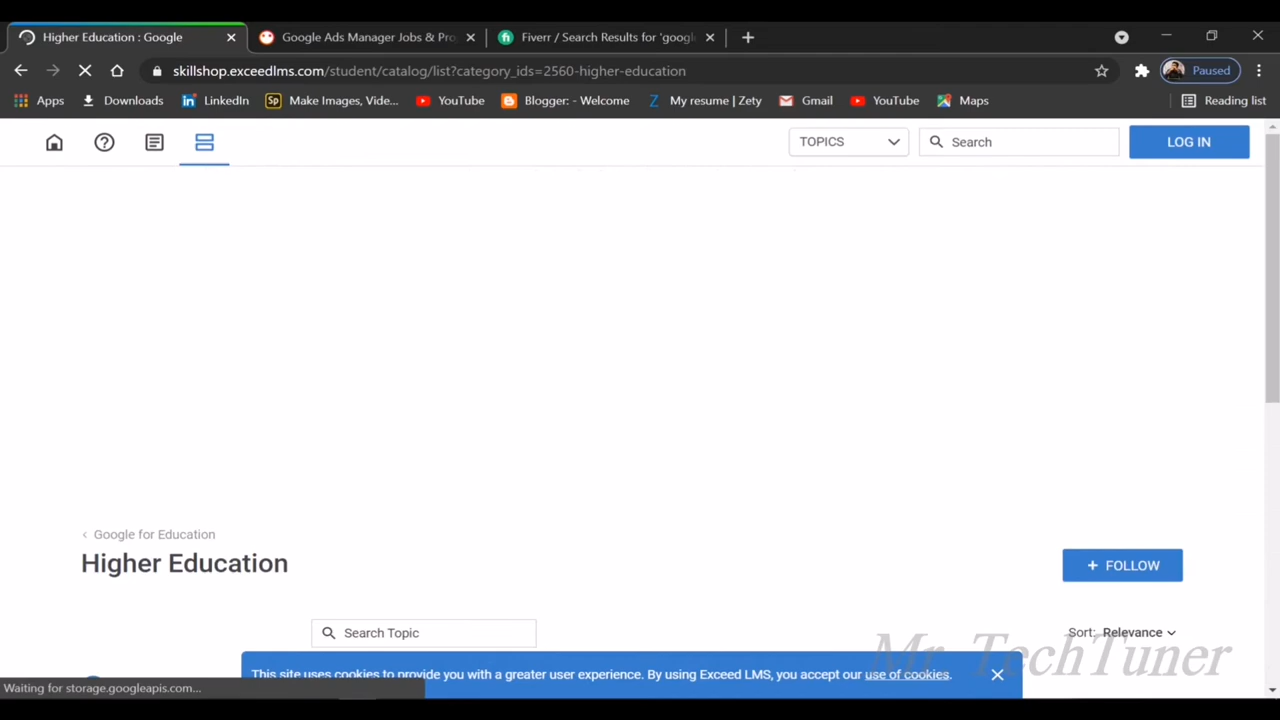 Higher Education : Google
Google Ads Manager Jobs & Pro
Fiverr / Search Results for 'googl
skillshop.exceedlms.com/student/catalog/list?category_ids=2560-higher-education
Paused
Apps
Downloads
LinkedIn
Sp
Make Images, Vide...
YouTube
Blogger: - Welcome
Z
My resume | Zety
Gmail
YouTube
Maps
Reading list
TOPICS
Search
LOG IN
Google for Education
Higher Education
+ FOLLOW
Search Topic
Sort: Relevance
Mr. TechTuner
This site uses cookies to provide you with a greater user experience. By using Exceed LMS, you accept our use of cookies.
Waiting for storage.googleapis.com...